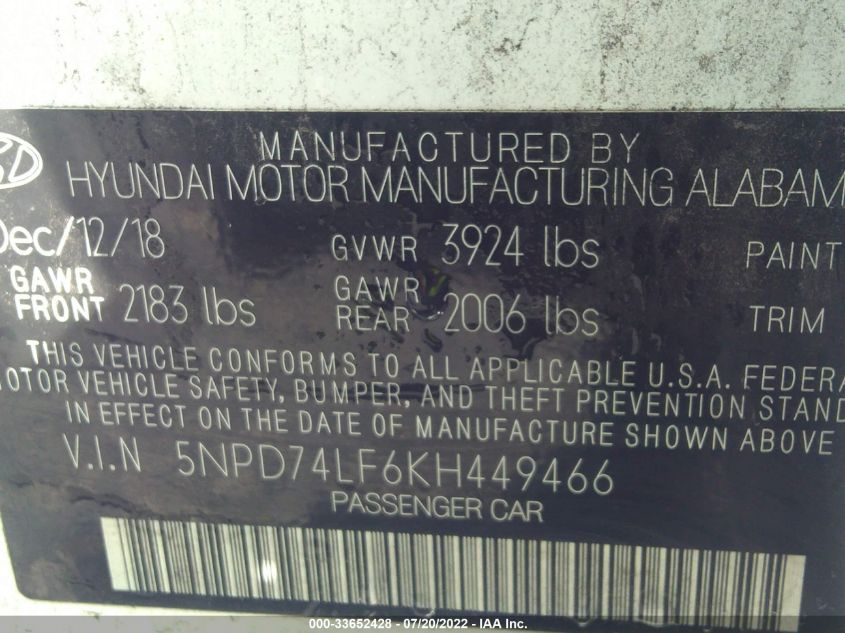 MANUFACTURED BY
HYUNDAI MOTOR MANUFACTURING ALABAM
Dec/12/18 GVWR 3924 lbs PAINT
GAWR FRONT 2183 lbs GAWR REAR 2006 lbs TRIM
THIS VEHICLE CONFORMS TO ALL APPLICABLE U.S.A. FEDERA
MOTOR VEHICLE SAFETY, BUMPER, AND THEFT PREVENTION STAND
IN EFFECT ON THE DATE OF MANUFACTURE SHOWN ABOVE
V.I.N 5NPD74LF6KH449466
PASSENGER CAR
000-33652428 - 07/20/2022 - IAA Inc.